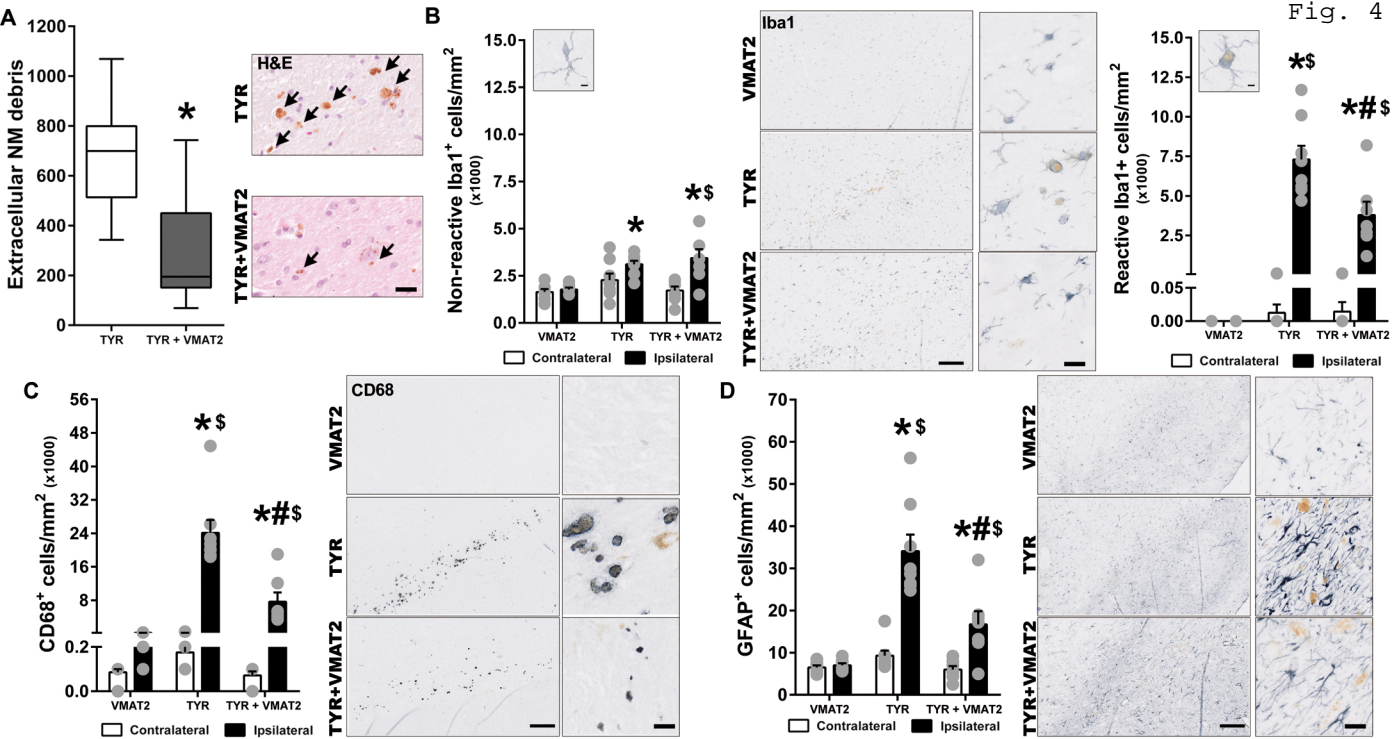 Fig. 4
A
Extracellular NM debris
1200
1000
800
600
400
200
0
*
TYR
TYR + VMAT2
H&E
TYR
TYR+VMAT2
B
Non-reactive Iba1+ cells/mm2
(x1000)
15.0
12.5
10.0
7.5
5.0
2.5
0.0
*
*$
VMAT2
TYR
TYR + VMAT2
Contralateral
Ipsilateral
Iba1
VMAT2
TYR
TYR+VMAT2
Reactive Iba1+ cells/mm2
(x1000)
15.0
12.5
10.0
7.5
5.0
2.5
0.05
0.00
*$
*#$
VMAT2
TYR
TYR + VMAT2
Contralateral
Ipsilateral
C
CD68+ cells/mm2 (x1000)
56
48
40
32
24
16
8
0.2
0.0
*$
*#$
VMAT2
TYR
TYR + VMAT2
Contralateral
Ipsilateral
CD68
VMAT2
TYR
TYR+VMAT2
D
GFAP+ cells/mm2 (x1000)
70
60
50
40
30
20
10
0
*$
*#$
VMAT2
TYR
TYR + VMAT2
Contralateral
Ipsilateral
VMAT2
TYR
TYR+VMAT2